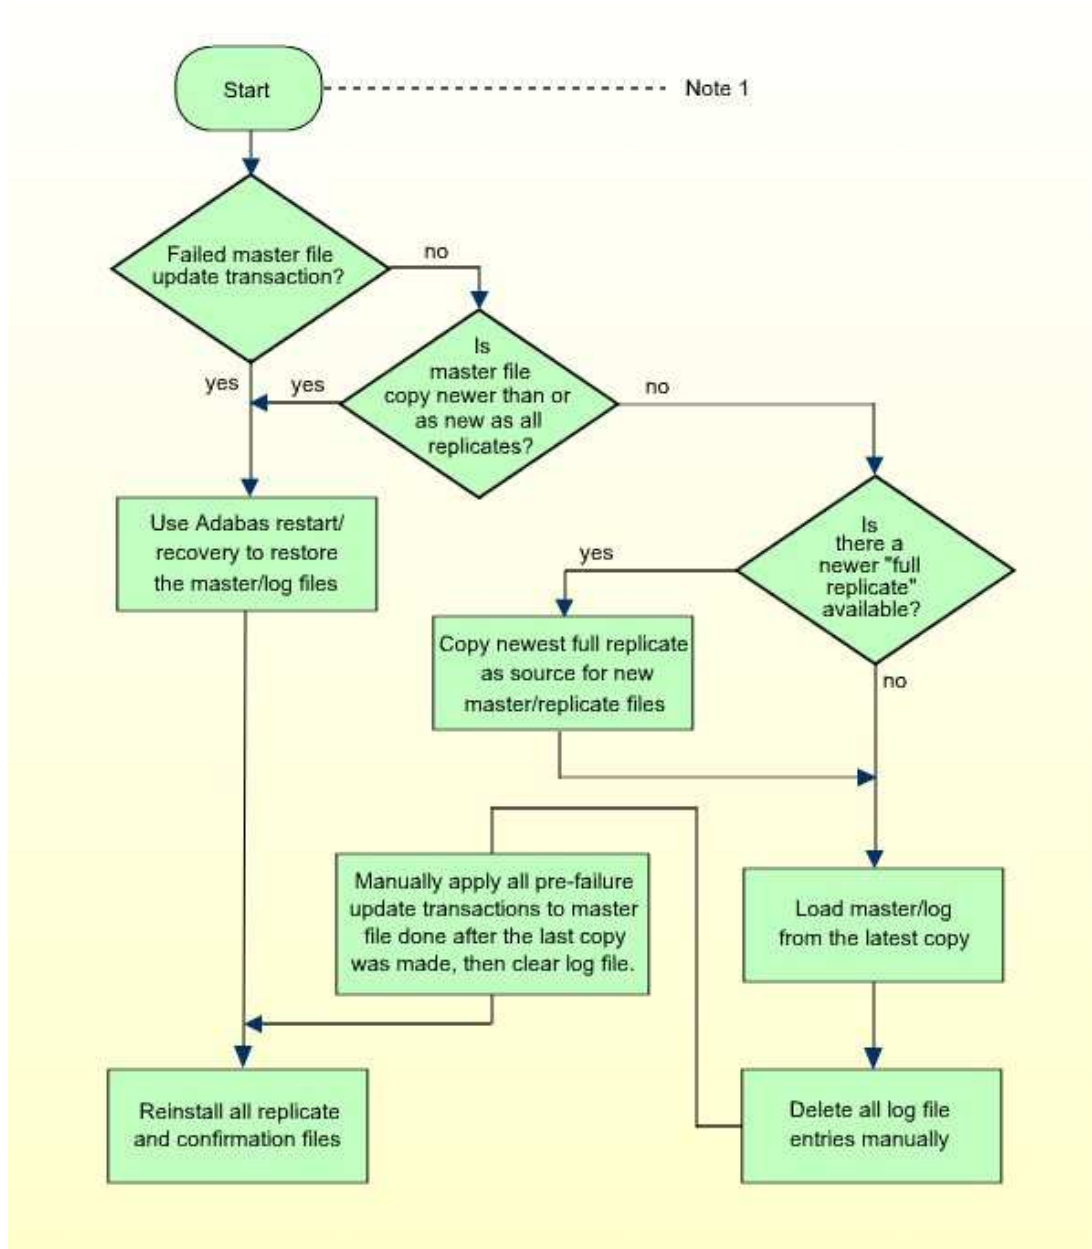 Start
Note 1
Failed master file
update transaction?
no
Is
master file
copy newer than or
as new as all
replicates?
yes
yes
no
Use Adabas restart/
recovery to restore
the master/log files
Is
there a
newer "full
replicate"
available?
yes
no
Copy newest full replicate
as source for new
master/replicate files
Manually apply all pre-failure
update transactions to master
file done after the last copy
was made, then clear log file.
Load master/log
from the latest copy
Reinstall all replicate
and confirmation files
Delete all log file
entries manually